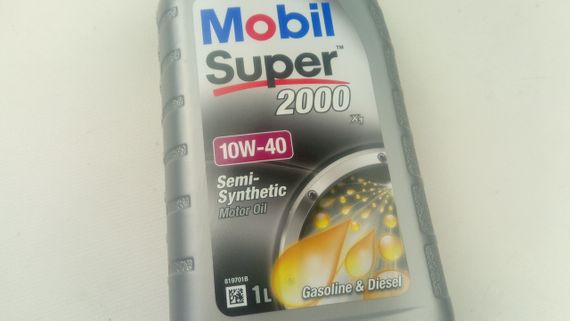 Mobil
Super™
2000
X1
10W-40
Semi-
Synthetic
Motor Oil
819701B
1L
Gasoline & Diesel